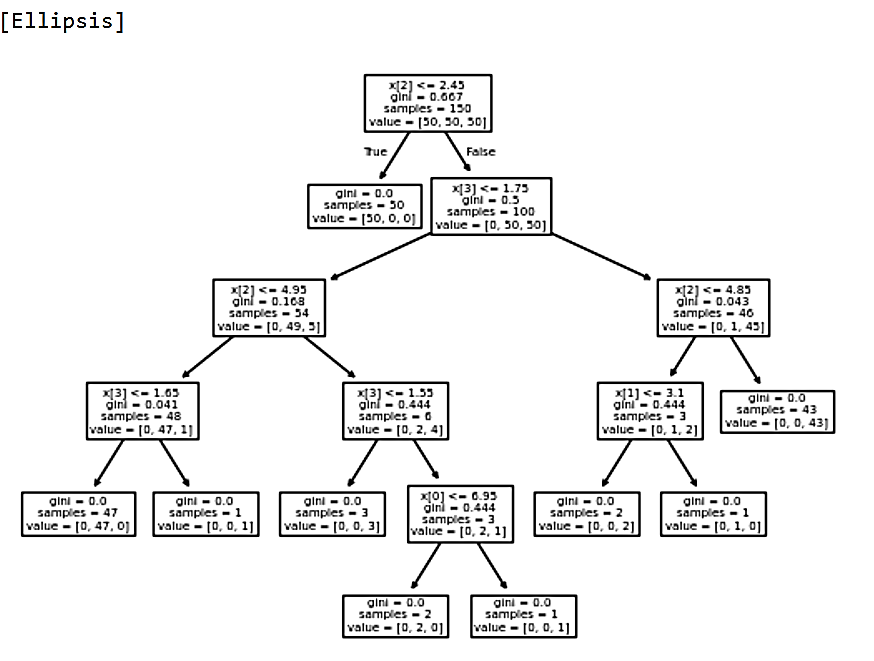 [Ellipsis]
x[2] <= 2.45
gini = 0.667
samples = 150
value = [50, 50, 50]
True
False
gini = 0.0
samples = 50
value = [50, 0, 0]
x[3] <= 1.75
gini = 0.5
samples = 100
value = [0, 50, 50]
x[2] <= 4.95
gini = 0.168
samples = 54
value = [0, 49, 5]
x[2] <= 4.85
gini = 0.043
samples = 46
value = [0, 1, 45]
x[3] <= 1.65
gini = 0.041
samples = 48
value = [0, 47, 1]
x[3] <= 1.55
gini = 0.444
samples = 6
value = [0, 2, 4]
x[1] <= 3.1
gini = 0.444
samples = 3
value = [0, 1, 2]
gini = 0.0
samples = 43
value = [0, 0, 43]
gini = 0.0
samples = 47
value = [0, 47, 0]
gini = 0.0
samples = 1
value = [0, 0, 1]
gini = 0.0
samples = 3
value = [0, 0, 3]
x[0] <= 6.95
gini = 0.444
samples = 3
value = [0, 2, 1]
gini = 0.0
samples = 2
value = [0, 0, 2]
gini = 0.0
samples = 1
value = [0, 1, 0]
gini = 0.0
samples = 2
value = [0, 2, 0]
gini = 0.0
samples = 1
value = [0, 0, 1]